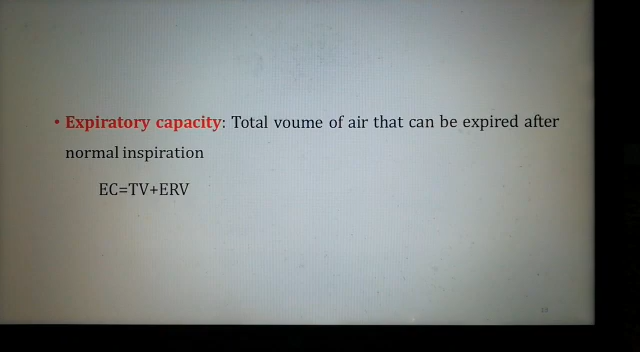 • Expiratory capacity: Total voume of air that can be expired after
normal inspiration
EC=TV+ERV